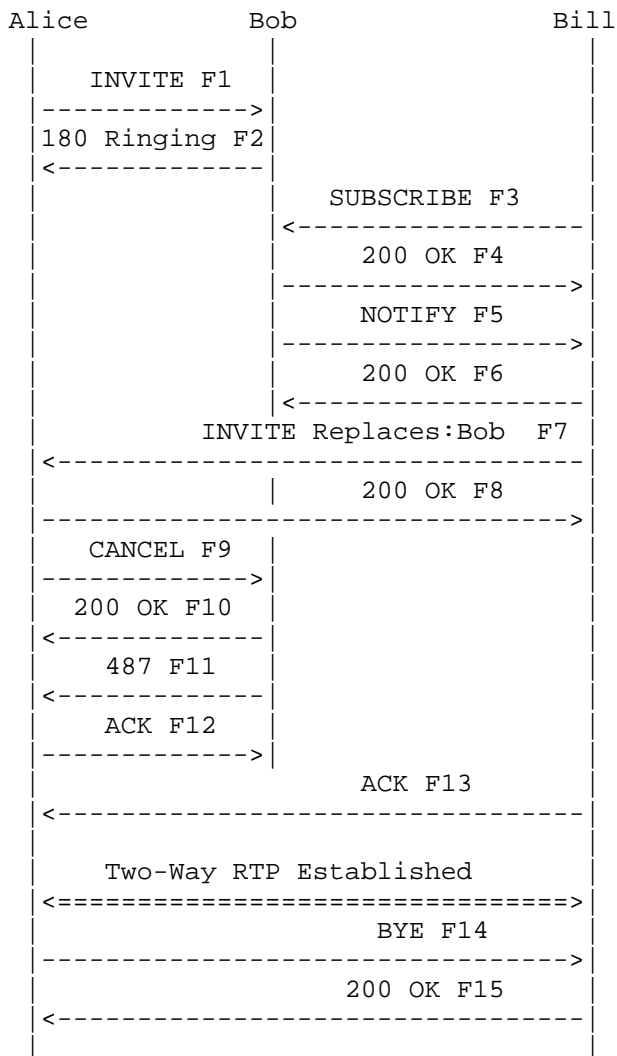 Alice Bob Bill
INVITE F1
180 Ringing F2
SUBSCRIBE F3
200 OK F4
NOTIFY F5
200 OK F6
INVITE Replaces:Bob F7
200 OK F8
CANCEL F9
200 OK F10
487 F11
ACK F12
ACK F13
Two-Way RTP Established
BYE F14
200 OK F15